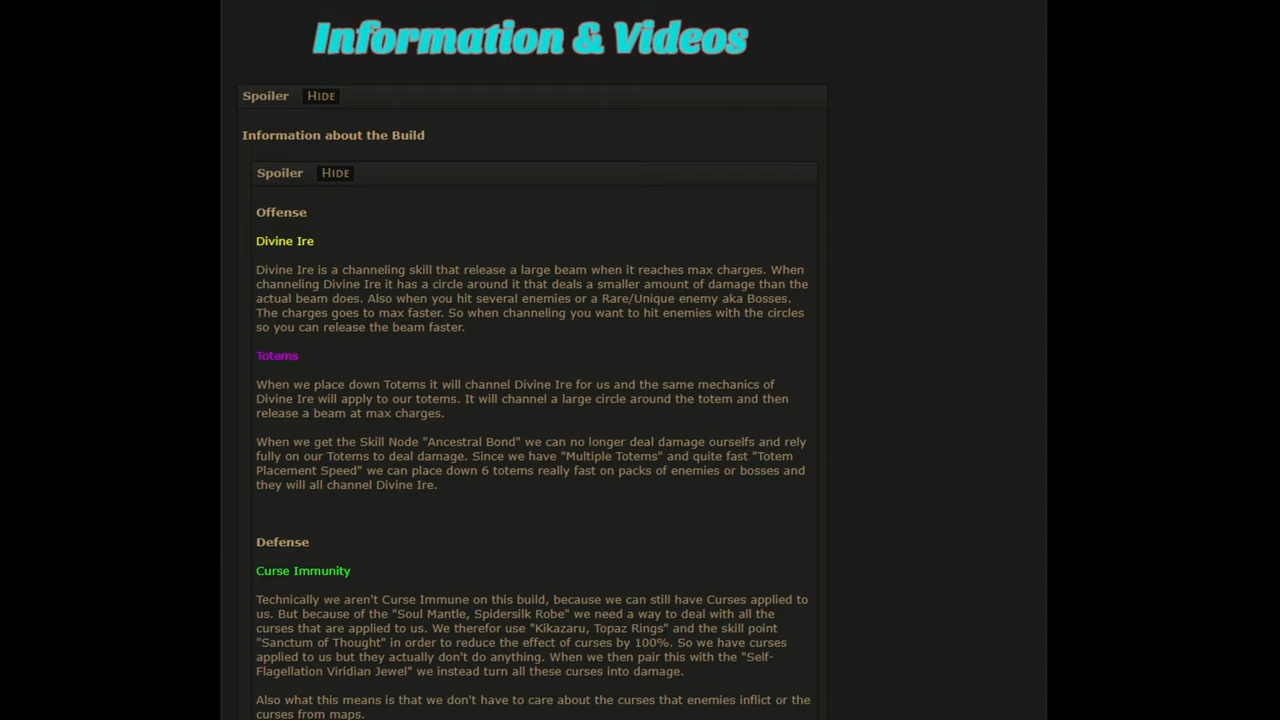 Information & Videos
Spoiler HIDE
Information about the Build
Spoiler HIDE
Offense
Divine Ire
Divine Ire is a channeling skill that release a large beam when it reaches max charges. When
channeling Divine Ire it has a circle around it that deals a smaller amount of damage than the
actual beam does. Also when you hit several enemies or a Rare/Unique enemy aka Bosses.
The charges goes to max faster. So when channeling you want to hit enemies with the circles
so you can release the beam faster.
Totems
When we place down Totems it will channel Divine Ire for us and the same mechanics of
Divine Ire will apply to our totems. It will channel a large circle around the totem and then
release a beam at max charges.
When we get the Skill Node "Ancestral Bond" we can no longer deal damage ourselfs and rely
fully on our Totems to deal damage. Since we have "Multiple Totems" and quite fast "Totem
Placement Speed" we can place down 6 totems really fast on packs of enemies or bosses and
they will all channel Divine Ire.
Defense
Curse Immunity
Technically we aren't Curse Immune on this build, because we can still have Curses applied to
us. But because of the "Soul Mantle, Spidersilk Robe" we need a way to deal with all the
curses that are applied to us. We therefor use "Kikazaru, Topaz Rings" and the skill point
"Sanctum of Thought" in order to reduce the effect of curses by 100%. So we have curses
applied to us but they actually don't do anything. When we then pair this with the "Self-
Flagellation Viridian Jewel" we instead turn all these curses into damage.
Also what this means is that we don't have to care about the curses that enemies inflict or the
curses from maps.